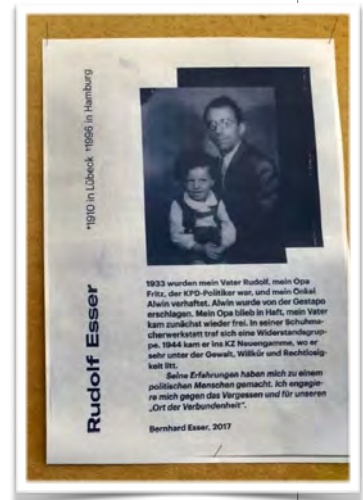 Rudolf Esser
*1910 in Lübeck †1996 in Hamburg
1933 wurden mein Vater Rudolf, mein Opa
Fritz, der KPD-Politiker war, und mein Onkel
Alwin verhaftet. Alwin wurde von der Gestapo
erschlagen. Mein Opa blieb in Haft, mein Vater
kam zunächst wieder frei. In seiner Schuhma-
cherwerkstatt traf sich eine Widerstandsgrup-
pe. 1944 kam er ins KZ Neuengamme, wo er
sehr unter der Gewalt, Willkür und Rechtlosig-
keit litt.
Seine Erfahrungen haben mich zu einem
politischen Menschen gemacht. Ich engagie-
re mich gegen das Vergessen und für unseren
„Ort der Verbundenheit“.
Bernhard Esser, 2017